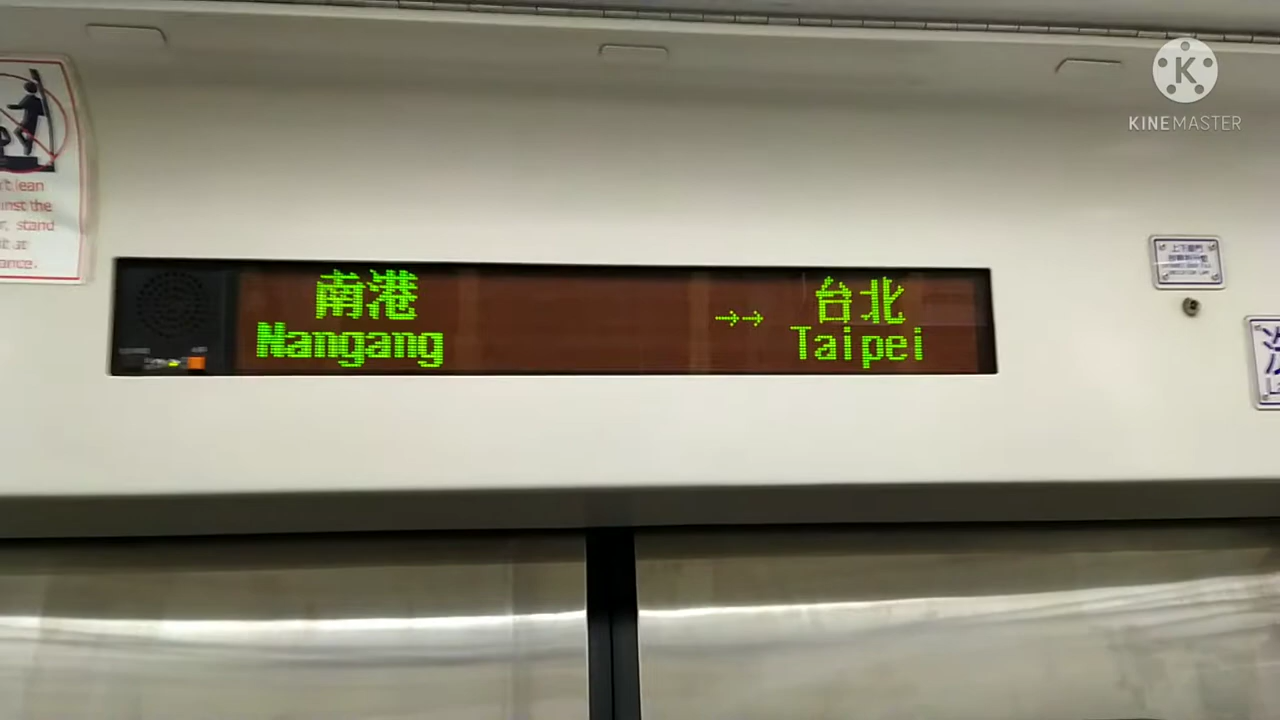 KINEMASTER
't lean
inst the
r, stand
it at
ance.
南港
Nangang
→→ 台北
Taipei